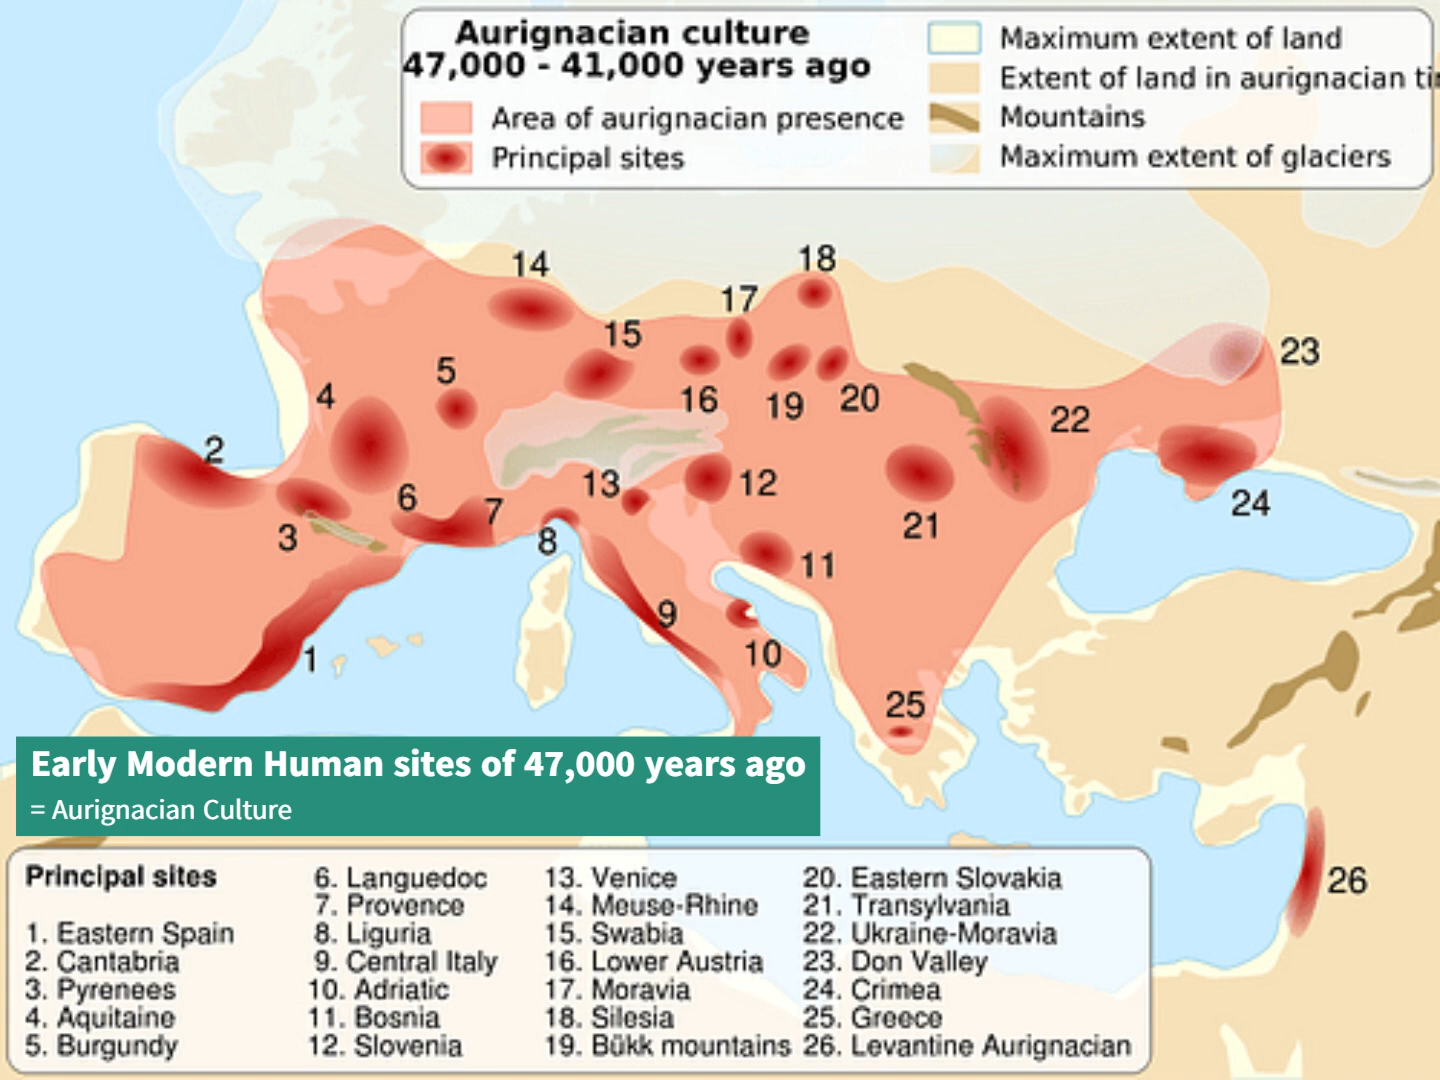 Aurignacian culture
47,000 - 41,000 years ago
Area of aurignacian presence
Principal sites
Maximum extent of land
Extent of land in aurignacian ti
Mountains
Maximum extent of glaciers
14
18
17
15
23
5
4
16
19
20
22
2
6
7
13
12
3
8
21
24
11
9
10
1
25
26
Early Modern Human sites of 47,000 years ago
= Aurignacian Culture
Principal sites
1. Eastern Spain
2. Cantabria
3. Pyrenees
4. Aquitaine
5. Burgundy
6. Languedoc
7. Provence
8. Liguria
9. Central Italy
10. Adriatic
11. Bosnia
12. Slovenia
13. Venice
14. Meuse-Rhine
15. Swabia
16. Lower Austria
17. Moravia
18. Silesia
19. Bükk mountains
20. Eastern Slovakia
21. Transylvania
22. Ukraine-Moravia
23. Don Valley
24. Crimea
25. Greece
26. Levantine Aurignacian